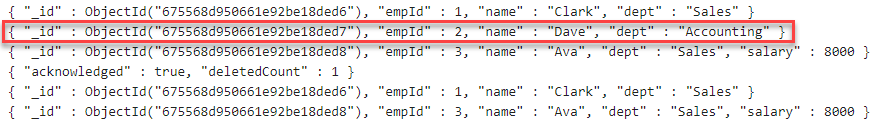 { "_id" : ObjectId("675568d950661e92be18ded6"), "empId" : 1, "name" : "Clark", "dept" : "Sales" }
{ "_id" : ObjectId("675568d950661e92be18ded7"), "empId" : 2, "name" : "Dave", "dept" : "Accounting" }
{ "_id" : ObjectId("675568d950661e92be18ded8"), "empId" : 3, "name" : "Ava", "dept" : "Sales", "salary" : 8000 }
{ "acknowledged" : true, "deletedCount" : 1 }
{ "_id" : ObjectId("675568d950661e92be18ded6"), "empId" : 1, "name" : "Clark", "dept" : "Sales" }
{ "_id" : ObjectId("675568d950661e92be18ded8"), "empId" : 3, "name" : "Ava", "dept" : "Sales", "salary" : 8000 }